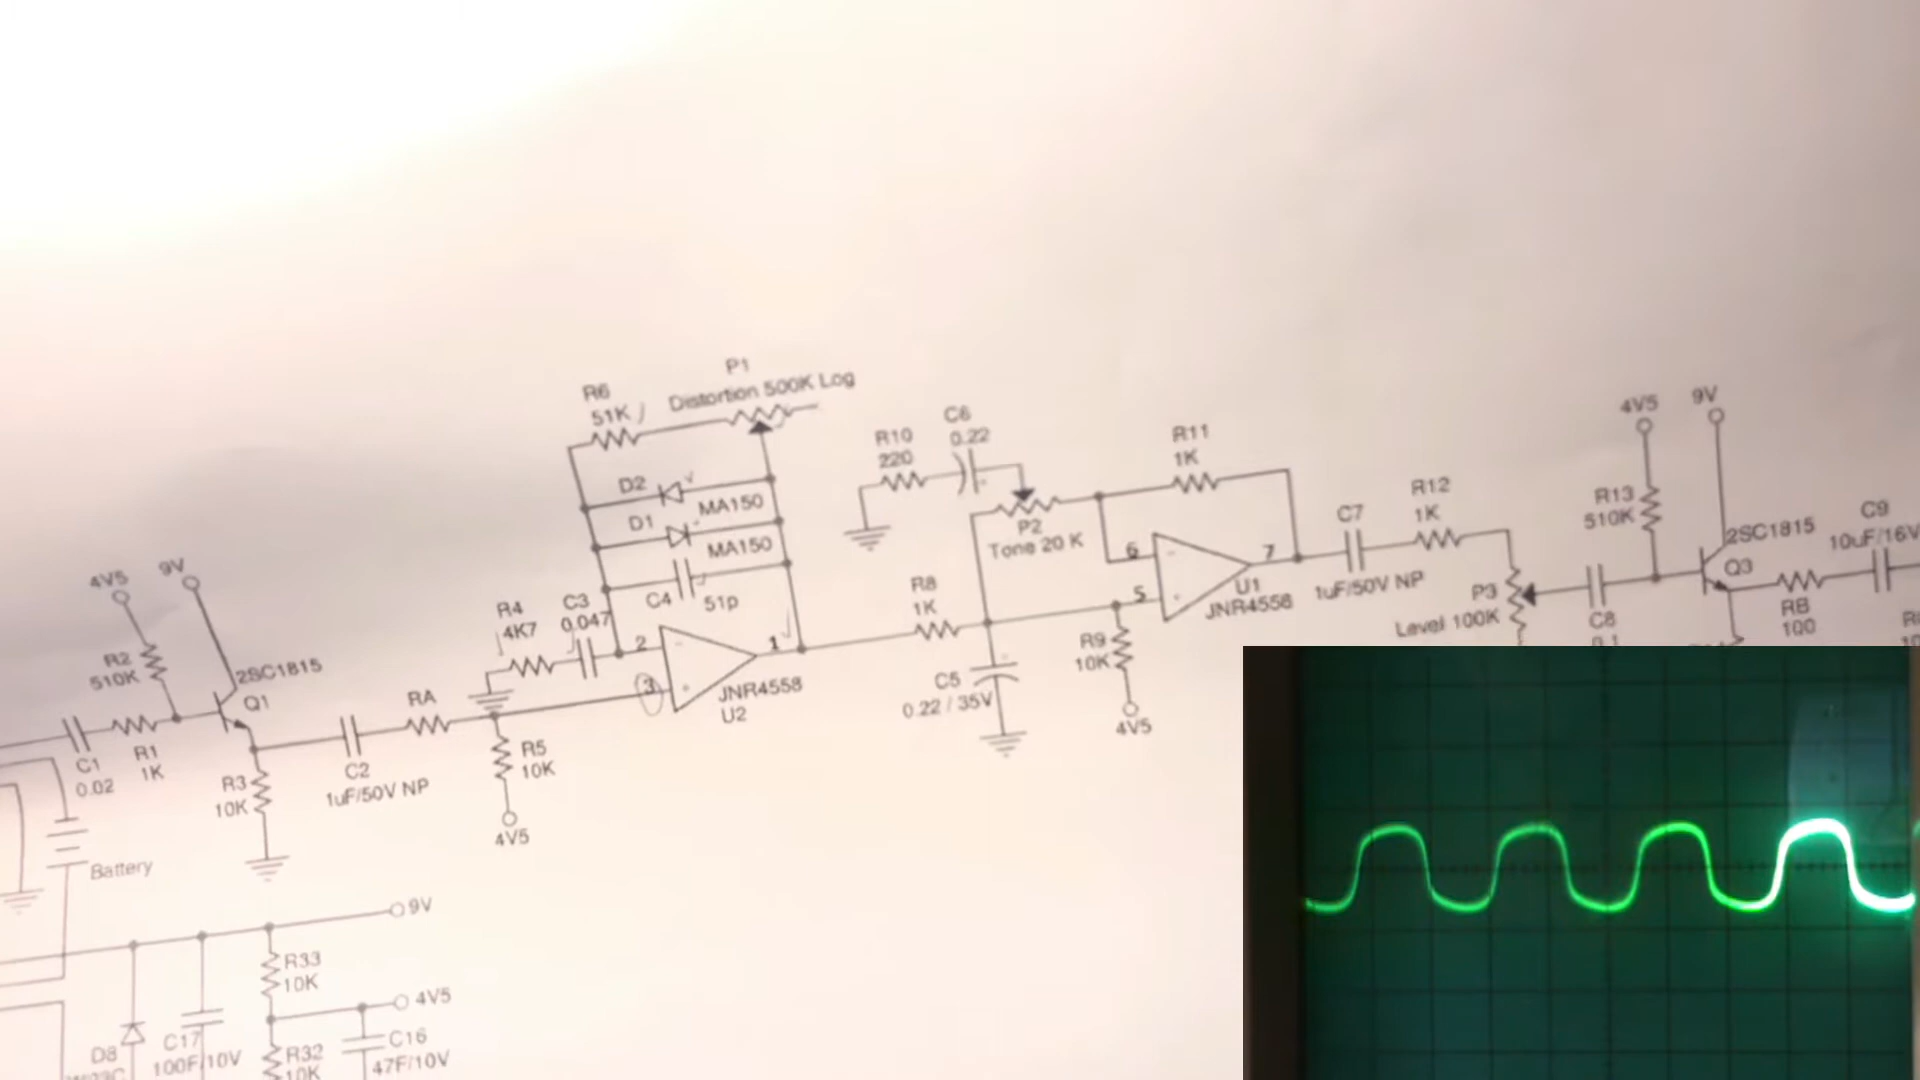 P1
Distortion 500K Log
R6
51K
D2
MA150
D1
MA150
C4
51p
R4
4K7
C3
0.047
2
1
3
JNR4558
U2
4V5
9V
R2
510K
2SC1815
Q1
C1
0.02
R1
1K
R3
10K
C2
1uF/50V NP
RA
R5
10K
4V5
R10
220
C6
0.22
P2
Tone 20 K
R11
1K
6
7
5
U1
JNR4558
R8
1K
C5
0.22 / 35V
R9
10K
4V5
C7
1uF/50V NP
R12
1K
P3
Level 100K
4V5
9V
R13
510K
2SC1815
Q3
C8
0.1
C9
10uF/16V
RB
100
Battery
9V
R33
10K
4V5
D8
C17
100F/10V
R32
10K
C16
47F/10V